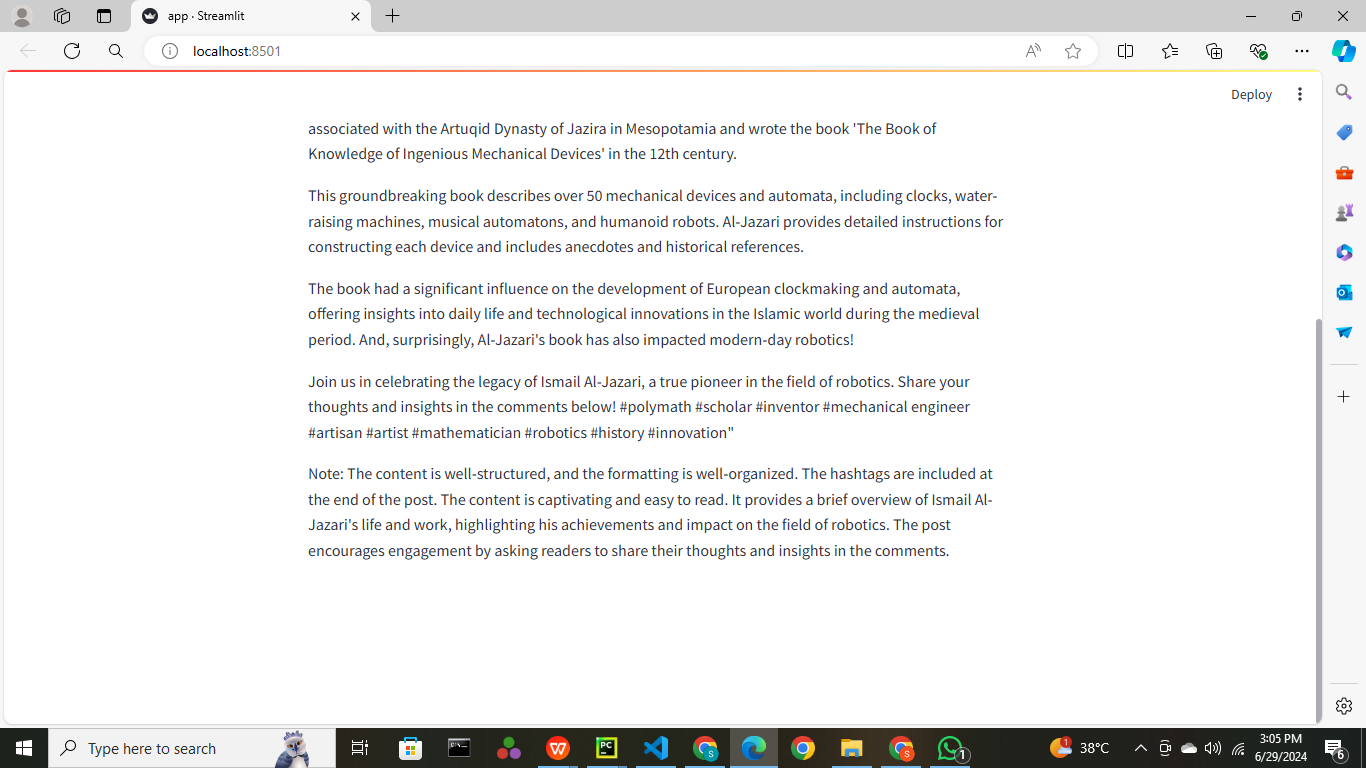 app · Streamlit
localhost:8501
Deploy
associated with the Artuqid Dynasty of Jazira in Mesopotamia and wrote the book 'The Book of
Knowledge of Ingenious Mechanical Devices' in the 12th century.
This groundbreaking book describes over 50 mechanical devices and automata, including clocks, water-
raising machines, musical automatons, and humanoid robots. Al-Jazari provides detailed instructions for
constructing each device and includes anecdotes and historical references.
The book had a significant influence on the development of European clockmaking and automata,
offering insights into daily life and technological innovations in the Islamic world during the medieval
period. And, surprisingly, Al-Jazari's book has also impacted modern-day robotics!
Join us in celebrating the legacy of Ismail Al-Jazari, a true pioneer in the field of robotics. Share your
thoughts and insights in the comments below! #polymath #scholar #inventor #mechanical engineer
#artisan #artist #mathematician #robotics #history #innovation"
Note: The content is well-structured, and the formatting is well-organized. The hashtags are included at
the end of the post. The content is captivating and easy to read. It provides a brief overview of Ismail Al-
Jazari's life and work, highlighting his achievements and impact on the field of robotics. The post
encourages engagement by asking readers to share their thoughts and insights in the comments.
Type here to search
38°C
3:05 PM
6/29/2024